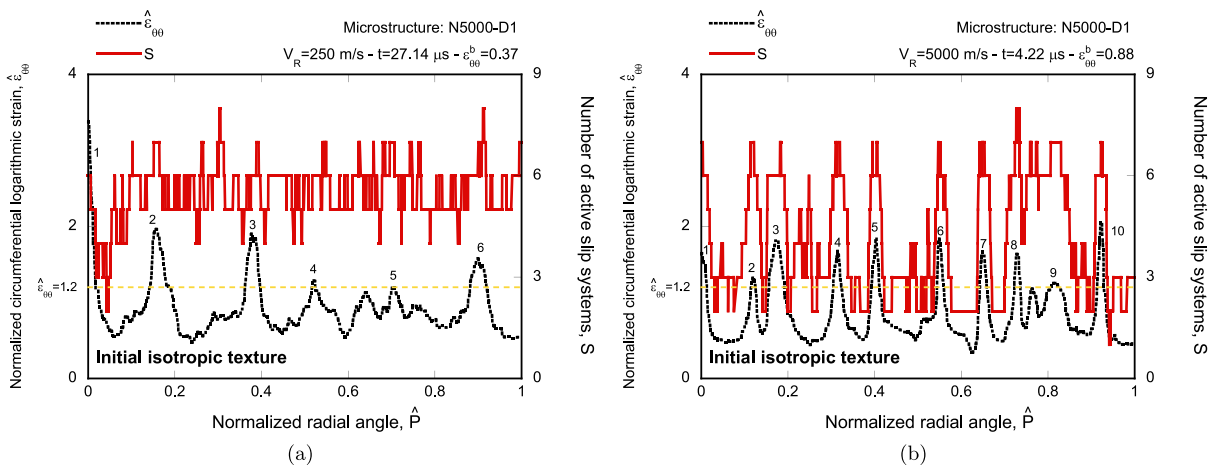 ε̂θθ
Microstructure: N5000-D1
S
V_R=250 m/s - t=27.14 μs - ε^b_θθ=0.37
4
9
1
2
3
4
5
6
6
2
3
ε̂θθ=1.2
Initial isotropic texture
0
0
0
0.2
0.4
0.6
0.8
1
Normalized circumferential logarithmic strain, ε̂θθ
Number of active slip systems, S
Normalized radial angle, P̂
(a)
ε̂θθ
Microstructure: N5000-D1
S
V_R=5000 m/s - t=4.22 μs - ε^b_θθ=0.88
4
9
1
2
3
4
5
6
7
8
9
10
6
2
3
ε̂θθ=1.2
Initial isotropic texture
0
0
0
0.2
0.4
0.6
0.8
1
Normalized circumferential logarithmic strain, ε̂θθ
Number of active slip systems, S
Normalized radial angle, P̂
(b)